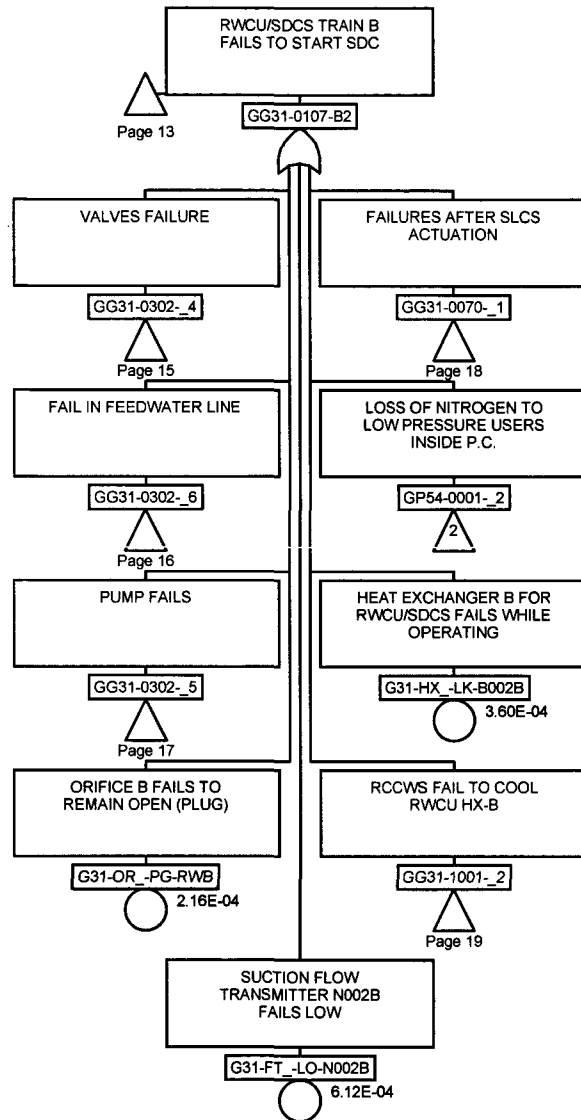 RWCU/SDCS TRAIN B
FAILS TO START SDC
Page 13
GG31-0107-B2
VALVES FAILURE
GG31-0302-_4
Page 15
FAILURES AFTER SLCS
ACTUATION
GG31-0070-_1
Page 18
FAIL IN FEEDWATER LINE
GG31-0302-_6
Page 16
LOSS OF NITROGEN TO
LOW PRESSURE USERS
INSIDE P.C.
GP54-0001-_2
2
PUMP FAILS
GG31-0302-_5
Page 17
HEAT EXCHANGER B FOR
RWCU/SDCS FAILS WHILE
OPERATING
G31-HX_-LK-B002B
3.60E-04
ORIFICE B FAILS TO
REMAIN OPEN (PLUG)
G31-OR_-PG-RWB
2.16E-04
RCCWS FAIL TO COOL
RWCU HX-B
GG31-1001-_2
Page 19
SUCTION FLOW
TRANSMITTER N002B
FAILS LOW
G31-FT_-LO-N002B
6.12E-04